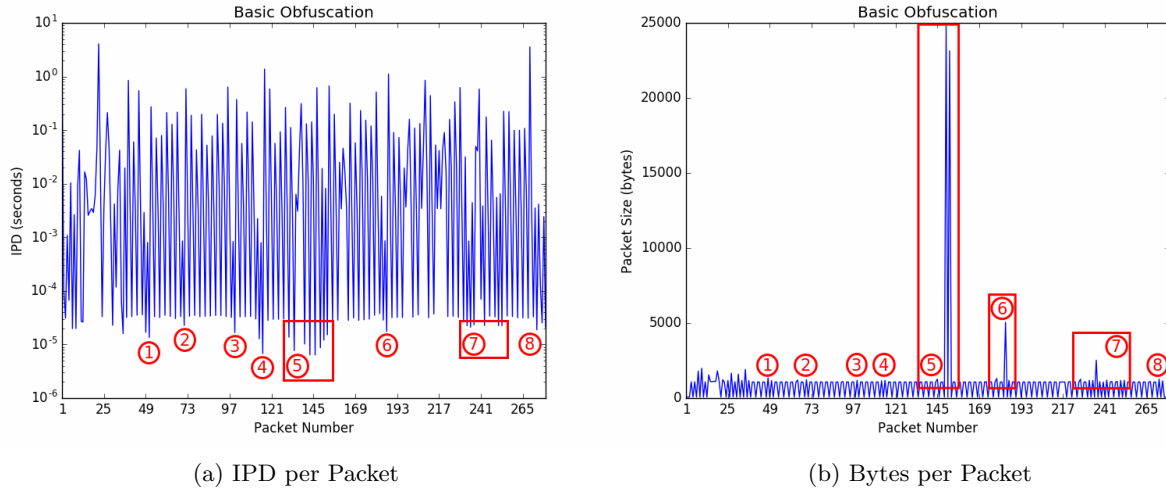 Basic Obfuscation
10^1
10^0
10^-1
10^-2
10^-3
10^-4
10^-5
10^-6
IPD (seconds)
1 2 3 4 5 6 7 8
1 25 49 73 97 121 145 169 193 217 241 265
Packet Number
(a) IPD per Packet
Basic Obfuscation
25000
20000
15000
10000
5000
0
Packet Size (bytes)
1 2 3 4 5 6 7 8
1 25 49 73 97 121 145 169 193 217 241 265
Packet Number
(b) Bytes per Packet